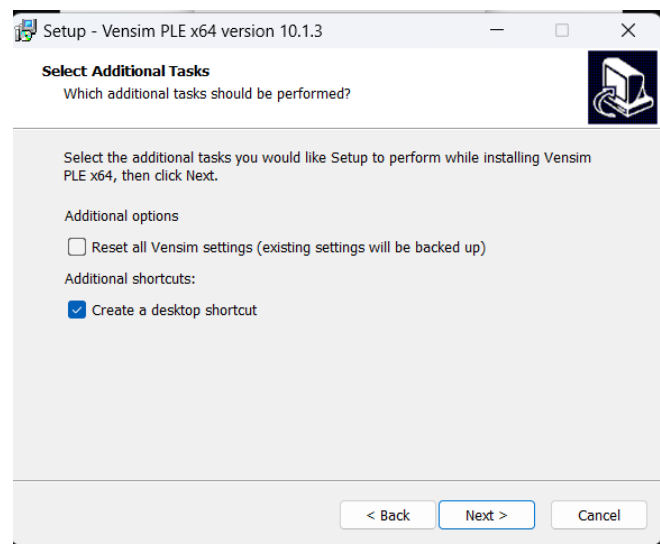 Setup - Vensim PLE x64 version 10.1.3
Select Additional Tasks
Which additional tasks should be performed?
Select the additional tasks you would like Setup to perform while installing Vensim
PLE x64, then click Next.
Additional options
Reset all Vensim settings (existing settings will be backed up)
Additional shortcuts:
Create a desktop shortcut
< Back Next > Cancel